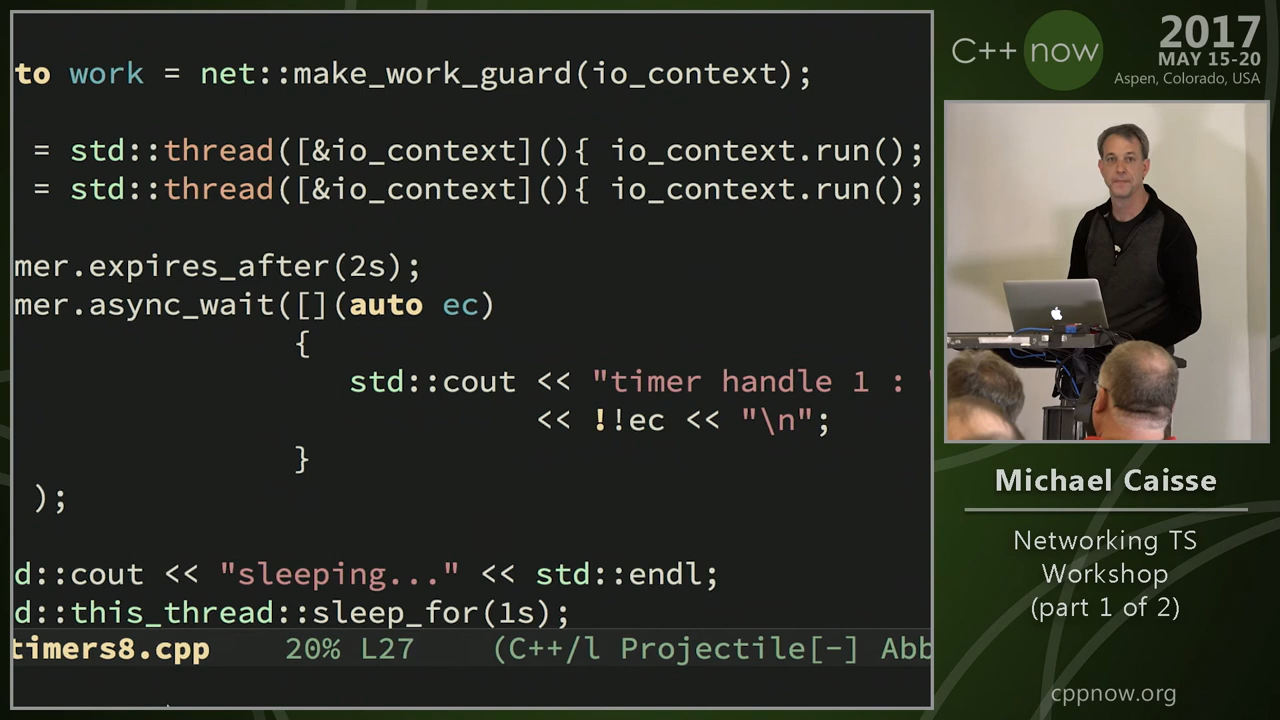 to work = net::make_work_guard(io_context);
= std::thread([&io_context](){ io_context.run();
= std::thread([&io_context](){ io_context.run();
mer.expires_after(2s);
mer.async_wait([](auto ec)
{
std::cout << "timer handle 1 :
<< !!ec << "\n";
}
);
d::cout << "sleeping..." << std::endl;
d::this_thread::sleep_for(1s);
timers8.cpp 20% L27 (C++/l Projectile[-] Abb
C++ now
2017
MAY 15-20
Aspen, Colorado, USA
Michael Caisse
Networking TS
Workshop
(part 1 of 2)
cppnow.org